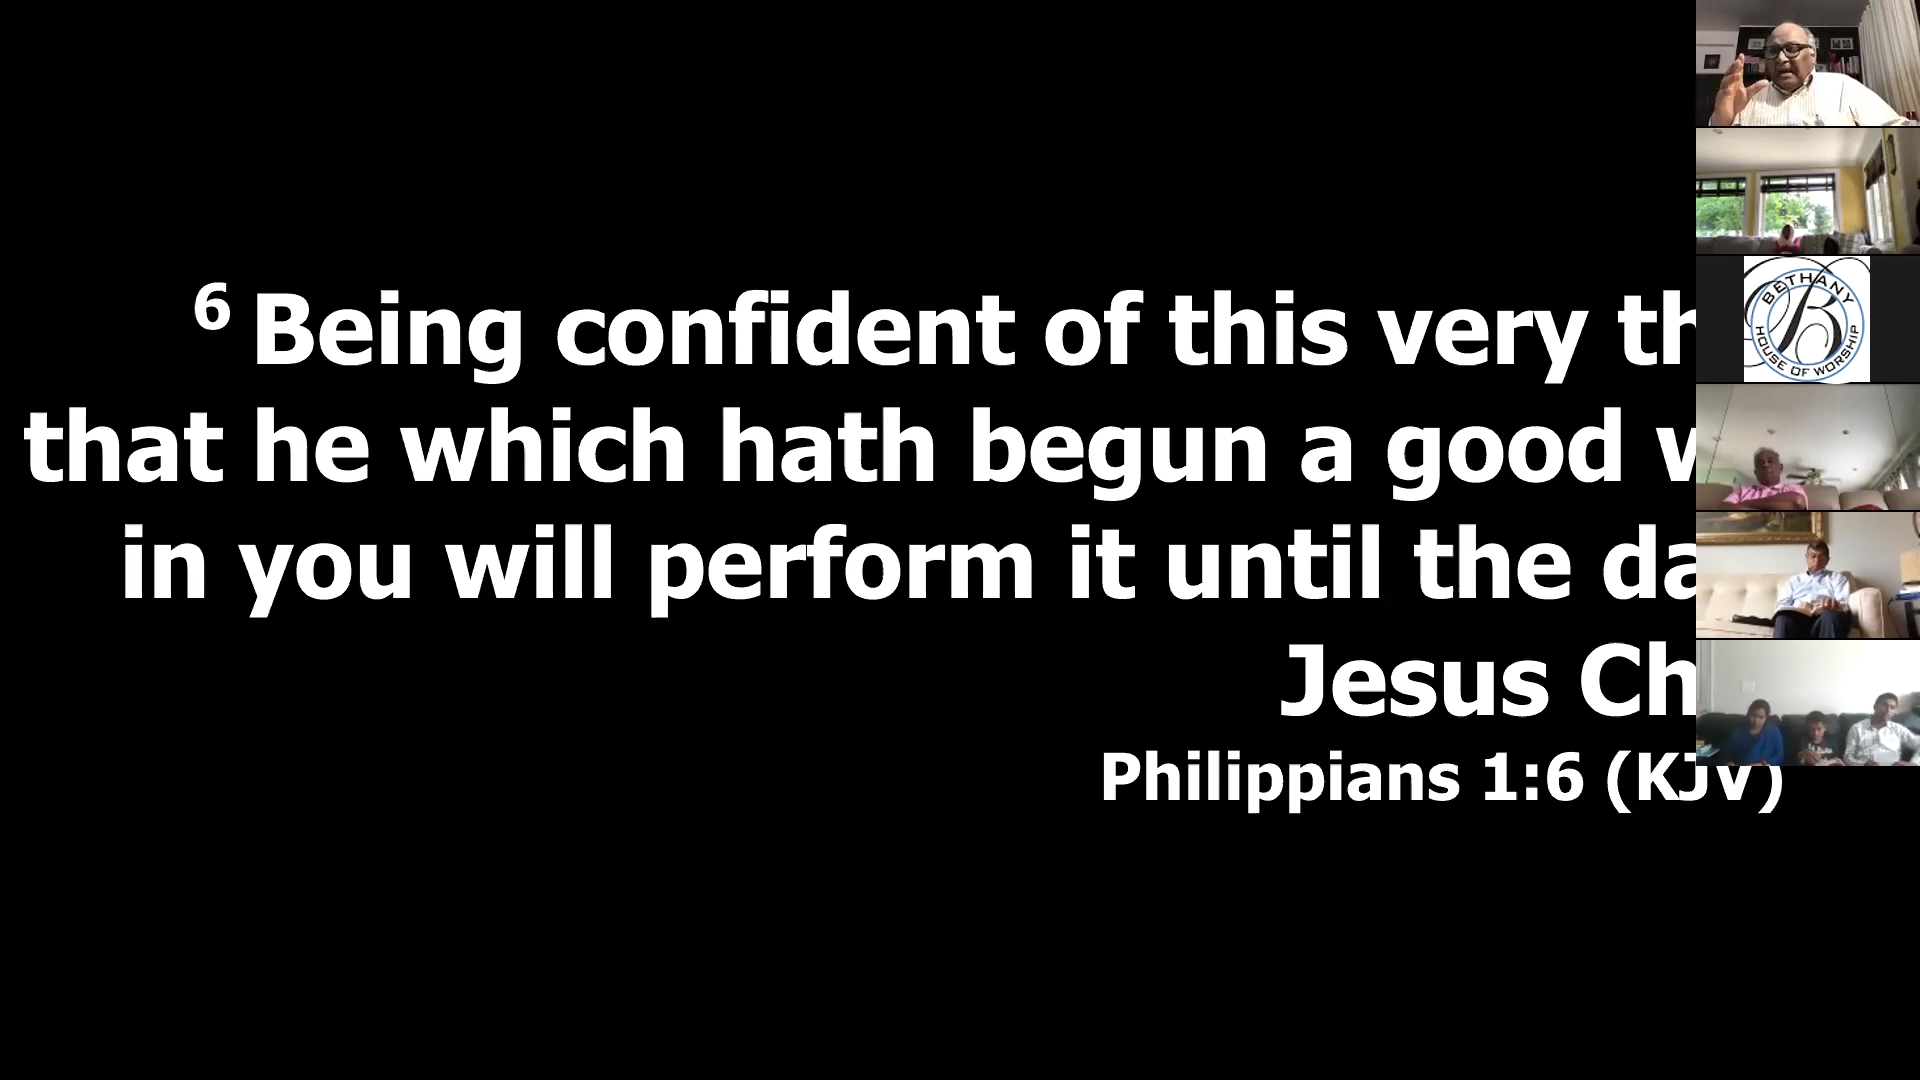 6 Being confident of this very th
that he which hath begun a good w
in you will perform it until the da
Jesus Ch
Philippians 1:6 (KJV)
BETHANY
B
HOUSE OF WORSHIP